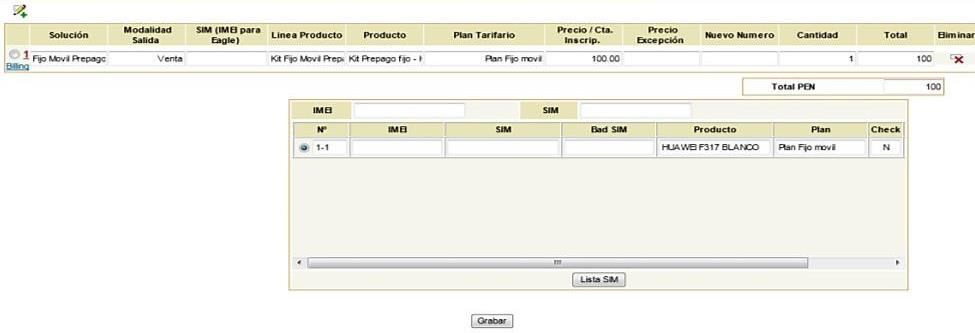 Solución Modalidad Salida SIM (IMEI para Eagle) Linea Producto Producto Plan Tarifario Precio / Cta. Inscrip. Precio Excepción Nuevo Numero Cantidad Total Eliminar
1 Fijo Movil Prepago Venta Kit Fijo Movil Prep Kit Prepago fijo - Plan Fijo movil 100.00 1 100
Billing
Total PEN 100
IMEI SIM
Nº IMEI SIM Bad SIM Producto Plan Check
1-1 HUAWEI F317 BLANCO Plan Fijo movil N
Lista SIM
Grabar